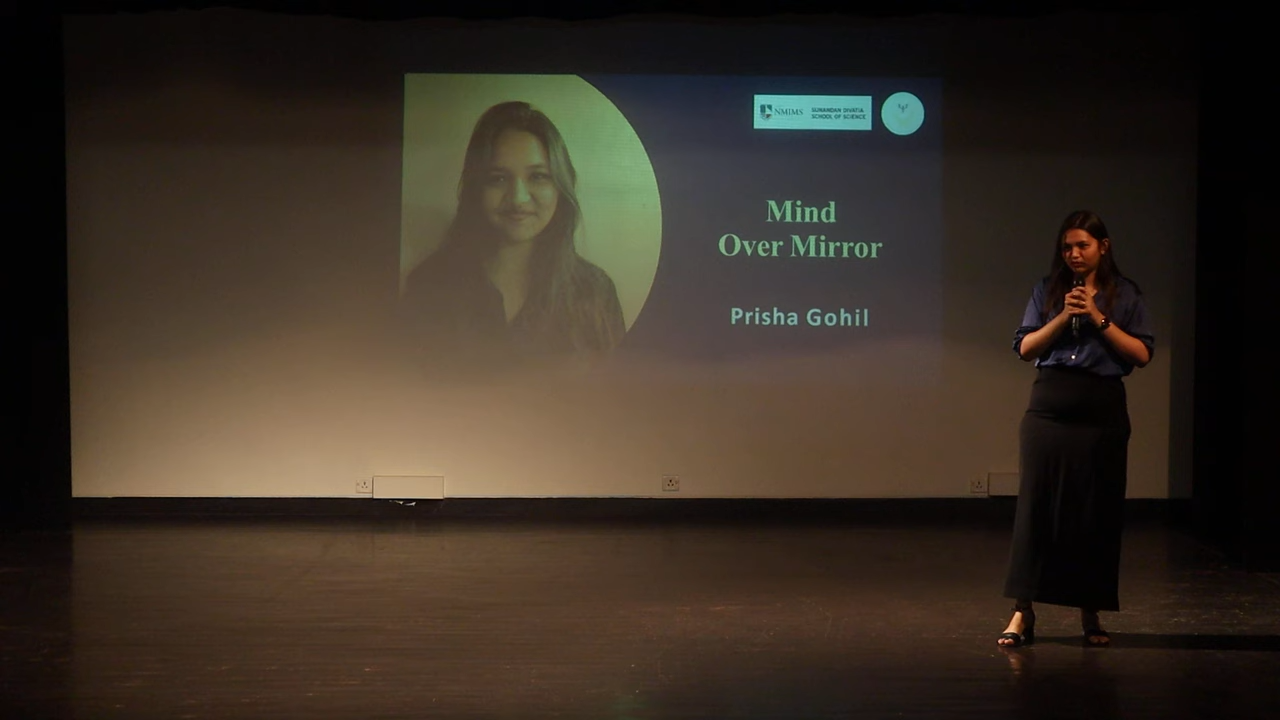 NMIMS
SUNANDAN DIVATIA
SCHOOL OF SCIENCE
Mind
Over Mirror
Prisha Gohil